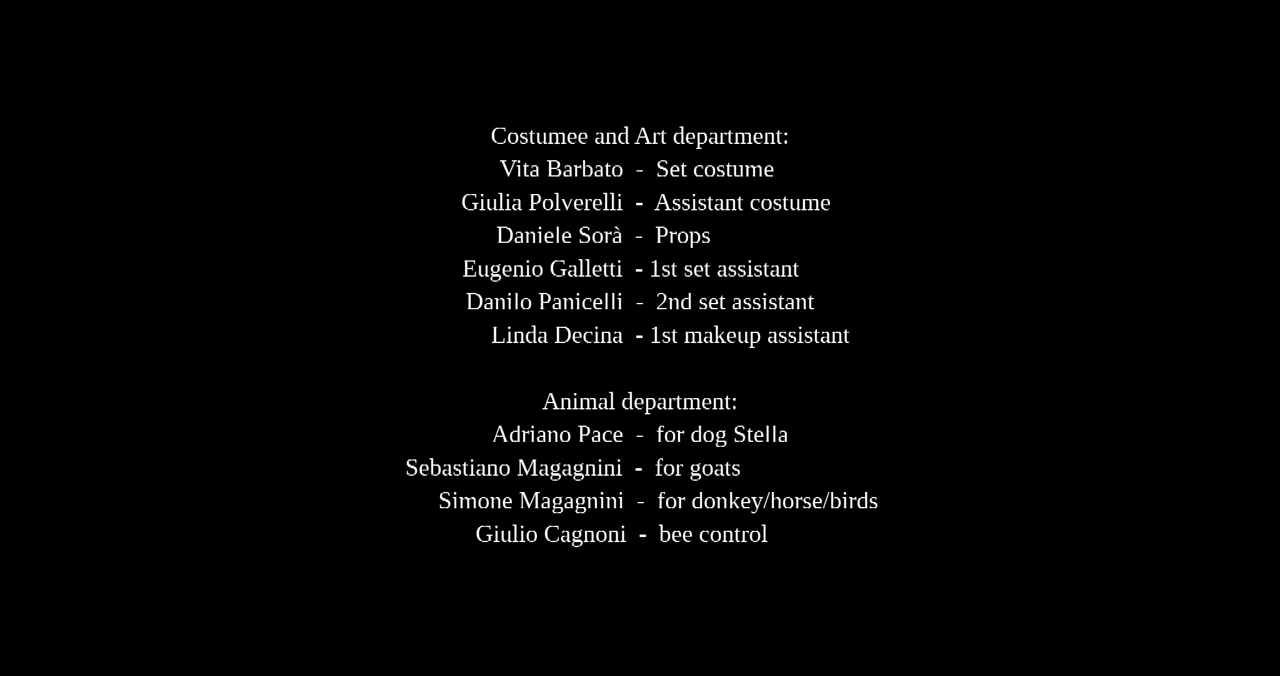 Costumee and Art department:
Vita Barbato - Set costume
Giulia Polverelli - Assistant costume
Daniele Sorà - Props
Eugenio Galletti - 1st set assistant
Danilo Panicelli - 2nd set assistant
Linda Decina - 1st makeup assistant
Animal department:
Adriano Pace - for dog Stella
Sebastiano Magagnini - for goats
Simone Magagnini - for donkey/horse/birds
Giulio Cagnoni - bee control